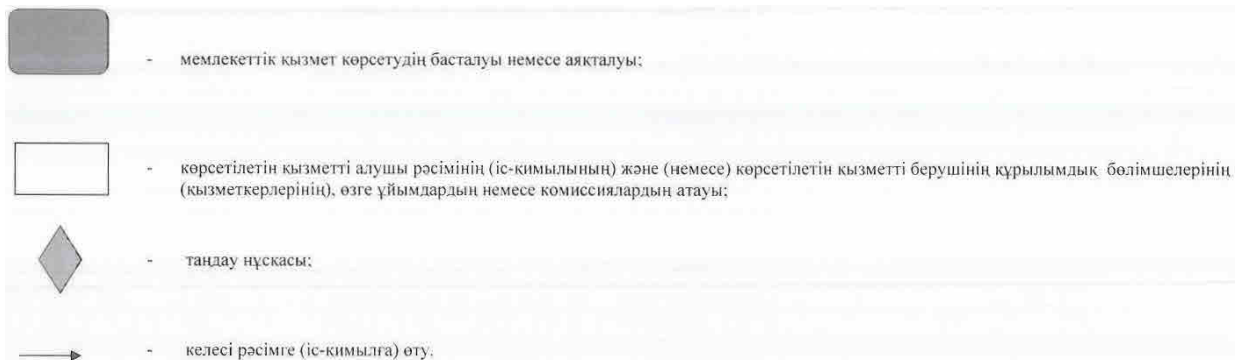 - мемлекеттік қызмет көрсетудің басталуы немесе аяқталуы;
- көрсетілетін қызметті алушы рәсімінің (іс-қимылының) және (немесе) көрсетілетін қызметті берушінің құрылымдық бөлімшелерінің
(қызметкерлерінің), өзге ұйымдардың немесе комиссиялардың атауы;
- таңдау нұсқасы;
- келесі рәсімге (іс-қимылға) өту.